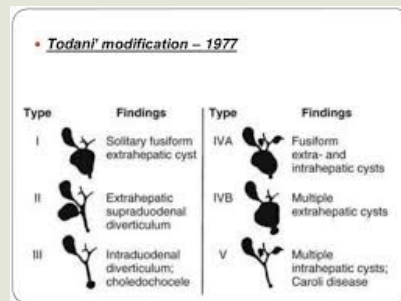 • Todani' modification – 1977
Type Findings
I Solitary fusiform
extrahepatic cyst
II Extrahepatic
supraduodenal
diverticulum
III Intraduodenal
diverticulum;
choledochocele
Type Findings
IVA Fusiform
extra- and
intrahepatic cysts
IVB Multiple
extrahepatic cysts
V Multiple
intrahepatic cysts;
Caroli disease